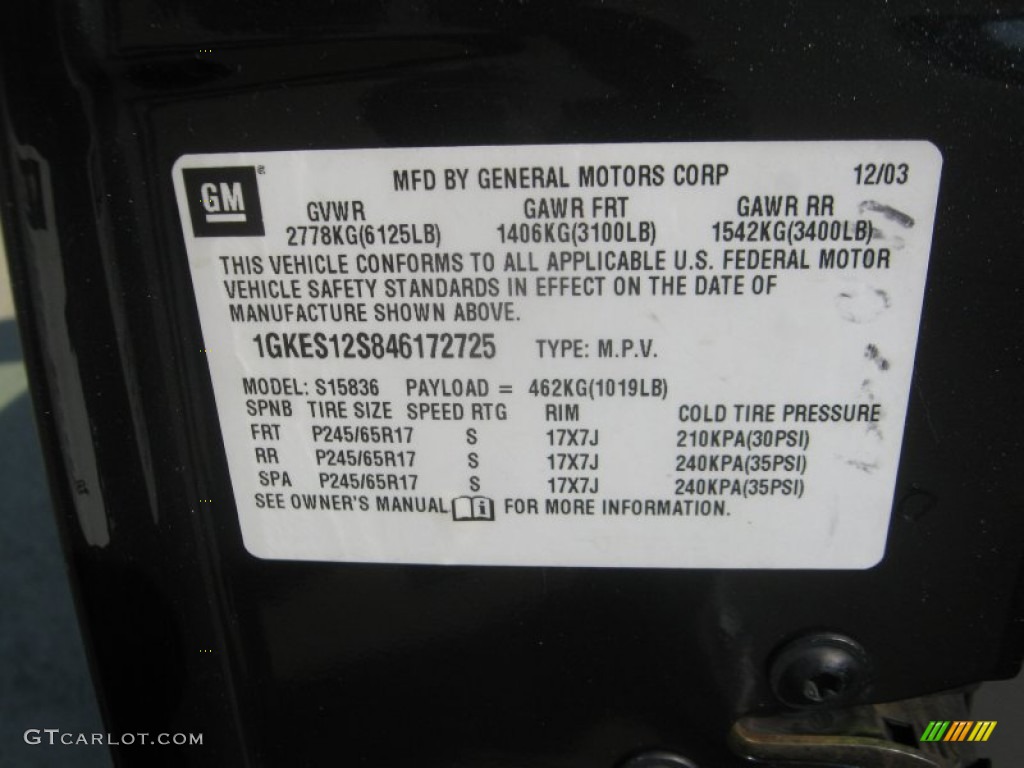 GM
MFD BY GENERAL MOTORS CORP 12/03
GVWR GAWR FRT GAWR RR
2778KG(6125LB) 1406KG(3100LB) 1542KG(3400LB)
THIS VEHICLE CONFORMS TO ALL APPLICABLE U.S. FEDERAL MOTOR
VEHICLE SAFETY STANDARDS IN EFFECT ON THE DATE OF
MANUFACTURE SHOWN ABOVE.
1GKES12S846172725 TYPE: M.P.V.
MODEL: S15836 PAYLOAD = 462KG(1019LB)
SPNB TIRE SIZE SPEED RTG RIM COLD TIRE PRESSURE
FRT P245/65R17 S 17X7J 210KPA(30PSI)
RR P245/65R17 S 17X7J 240KPA(35PSI)
SPA P245/65R17 S 17X7J 240KPA(35PSI)
SEE OWNER'S MANUAL i FOR MORE INFORMATION.
GTCARLOT.COM